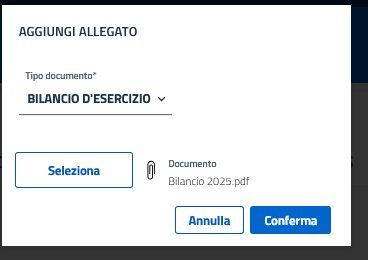 AGGIUNGI ALLEGATO
Tipo documento*
BILANCIO D'ESERCIZIO
Seleziona
Documento
Bilancio 2025.pdf
Annulla
Conferma